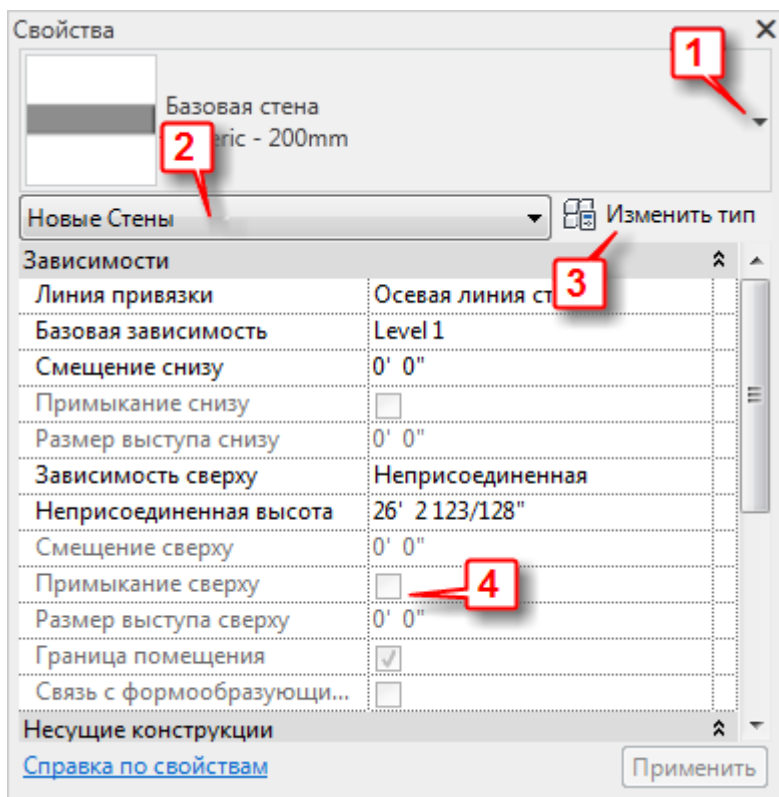 Свойства
1
Базовая стена
2
eric - 200mm
Новые Стены
Изменить тип
Зависимости
3
Линия привязки Осевая линия ст
Базовая зависимость Level 1
Смещение снизу 0' 0"
Примыкание снизу
Размер выступа снизу 0' 0"
Зависимость сверху Неприсоединенная
Неприсоединенная высота 26' 2 123/128"
Смещение сверху 0' 0"
Примыкание сверху 4
Размер выступа сверху 0' 0"
Граница помещения
Связь с формообразующи...
Несущие конструкции
Справка по свойствам Применить